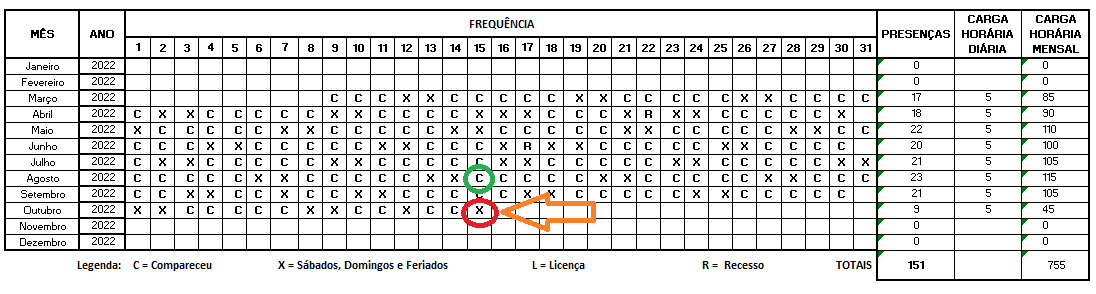 MÊS ANO FREQUÊNCIA PRESENÇAS CARGA HORÁRIA DIÁRIA CARGA HORÁRIA MENSAL
1 2 3 4 5 6 7 8 9 10 11 12 13 14 15 16 17 18 19 20 21 22 23 24 25 26 27 28 29 30 31
Janeiro 2022 0 0
Fevereiro 2022 0 0
Março 2022 C C C X X C C C C C X X C C C C C X X C C C C 17 5 85
Abril 2022 C X X C C C C C X X C C C C X X X C C C X R X X C C C C C X 18 5 90
Maio 2022 X C C C C C X X C C C C C X X C C C C C X X C C C C C X X C C 22 5 110
Junho 2022 C C C X X C C C C C X X C C C X R X X C C C C C X X C C C C 20 5 100
Julho 2022 C X X C C C C C X X C C C C C X X C C C C C X X C C C C C X X 21 5 105
Agosto 2022 C C C C C X X C C C C C X X C C C C C X X C C C C C X X C C C 23 5 115
Setembro 2022 C C X X C X C C C X X C C C C C X X C C C C C X X C C C C C 21 5 105
Outubro 2022 X X C C C C C X X C C X C C X 9 5 45
Novembro 2022 0 0
Dezembro 2022 0 0
Legenda: C = Compareceu X = Sábados, Domingos e Feriados L = Licença R = Recesso TOTAIS 151 755